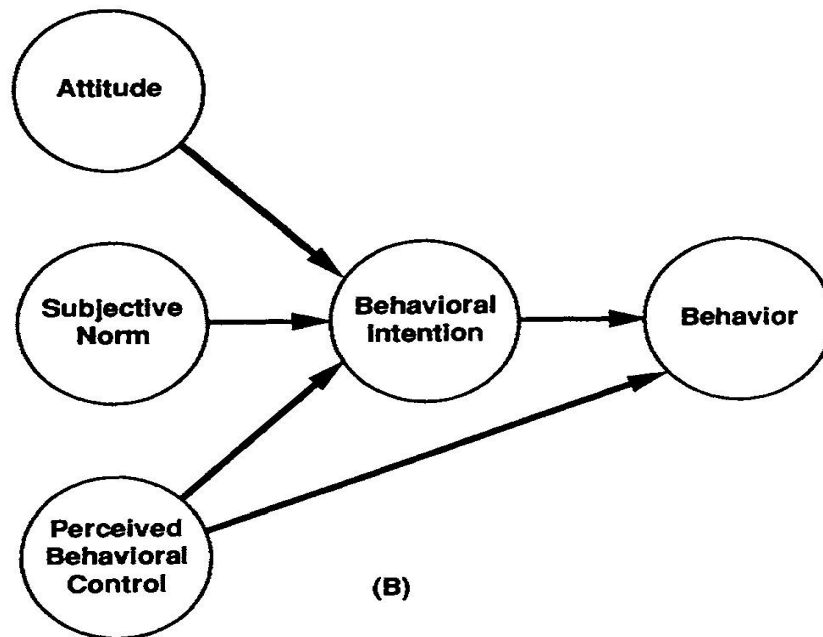 Attitude
Subjective
Norm
Behavioral
Intention
Behavior
Perceived
Behavioral
Control
(B)